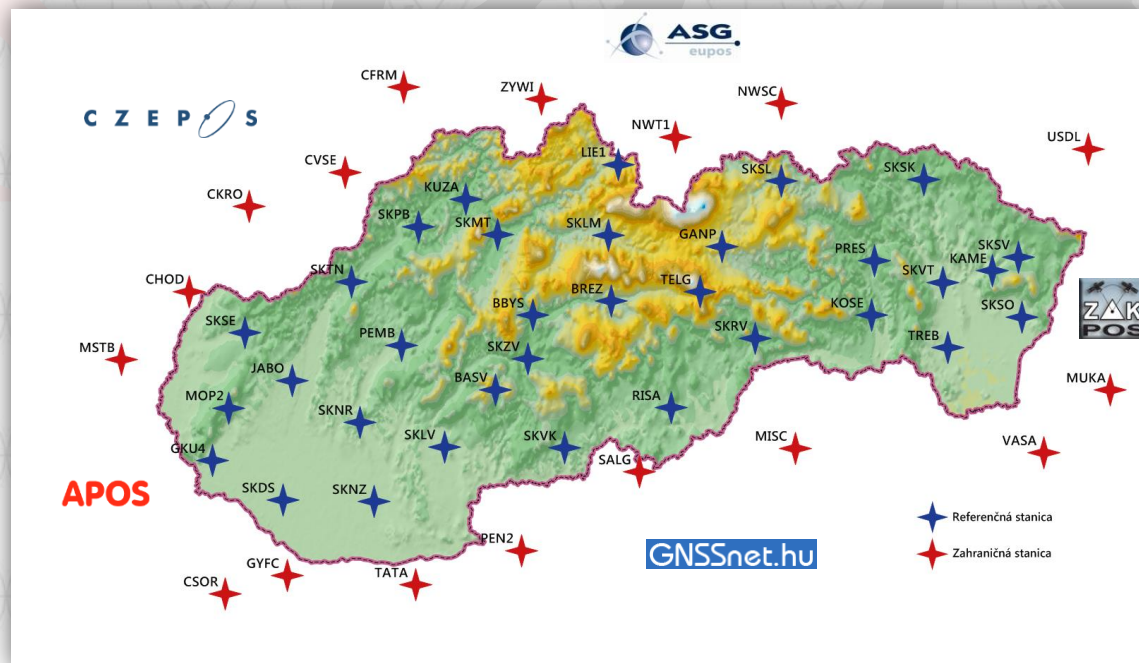 ASG
eupos
CFRM
ZYWI
NWSC
CZEPOS
NWT1
USDL
LIE1
CVSE
SKSL
SKSK
KUZA
CKRO
SKPB
SKMT
SKLM
GANP
PRES
SKSV
KAME
SKTN
SKVT
CHOD
BREZ
TELG
BBYS
KOSE
SKSO
ZAK
POS
SKSE
PEMB
SKRV
TREB
MSTB
SKZV
JABO
BASV
MUKA
MOP2
RISA
SKNR
SKLV
SKVK
MISC
VASA
GKU4
SALG
APOS
SKDS
SKNZ
Referenčná stanica
PEN2
GNSSnet.hu
Zahraničná stanica
GYFC
TATA
CSOR